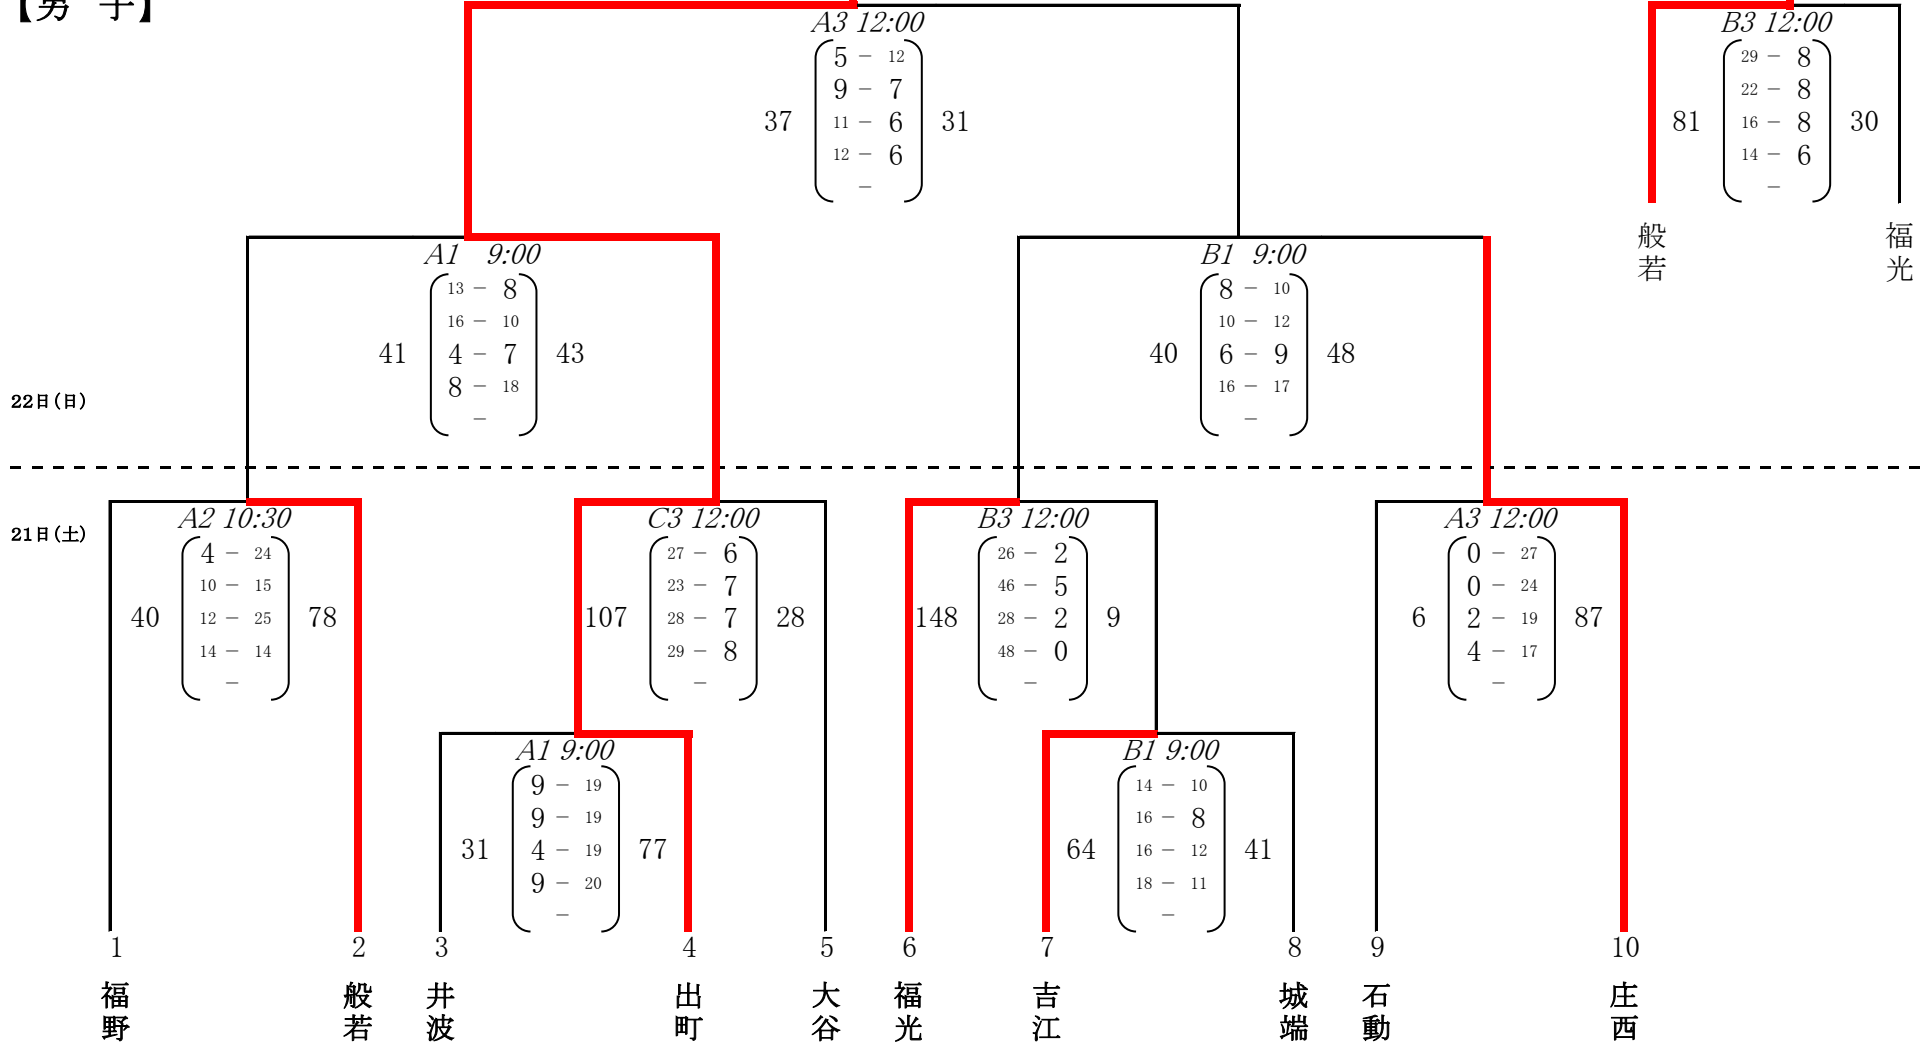 【男 子】
A3 12:00
5 - 12
9 - 7
37 11 - 6 31
12 - 6
-
B3 12:00
29 - 8
22 - 8
81 16 - 8 30
14 - 6
-
般若
福光
A1 9:00
13 - 8
16 - 10
41 4 - 7 43
8 - 18
-
B1 9:00
8 - 10
10 - 12
40 6 - 9 48
16 - 17
-
22日(日)
21日(土)
A2 10:30
4 - 24
10 - 15
40 12 - 25 78
14 - 14
-
C3 12:00
27 - 6
23 - 7
107 28 - 7 28
29 - 8
-
B3 12:00
26 - 2
46 - 5
148 28 - 2 9
48 - 0
-
A3 12:00
0 - 27
0 - 24
6 2 - 19 87
4 - 17
-
A1 9:00
9 - 19
9 - 19
31 4 - 19 77
9 - 20
-
B1 9:00
14 - 10
16 - 8
64 16 - 12 41
18 - 11
-
1 2 3 4 5 6 7 8 9 10
福野
般若
井波
出町
大谷
福光
吉江
城端
石動
庄西